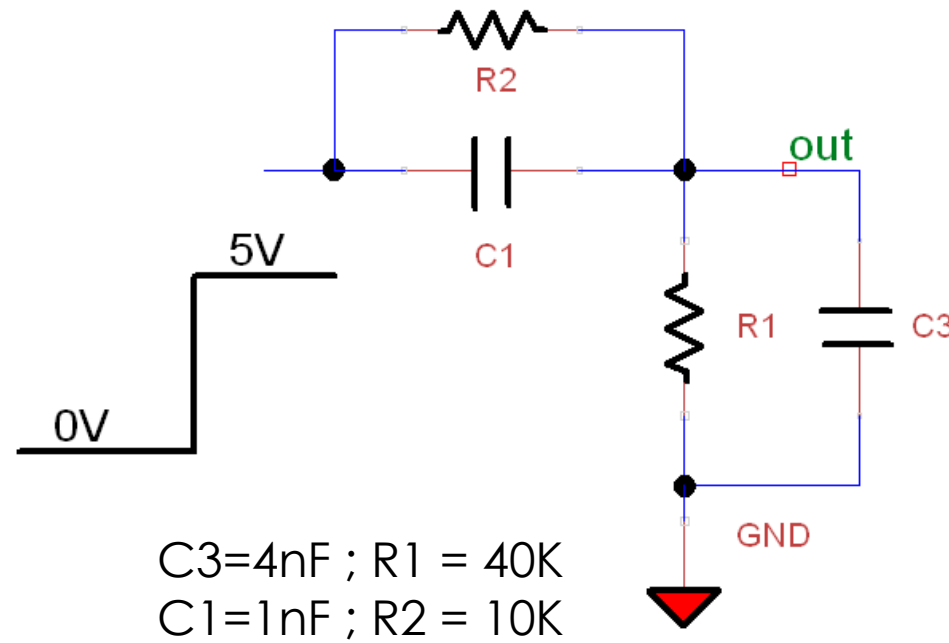 R2
out
5V
C1
R1
C3
0V
GND
C3=4nF ; R1 = 40K
C1=1nF ; R2 = 10K